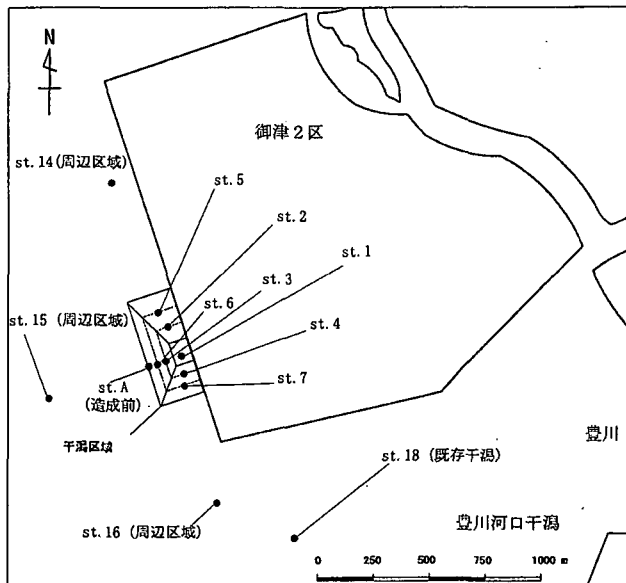 N
御津2区
st.14(周辺区域)
st.5
st.2
st.3
st.1
st.6
st.15 (周辺区域)
st.4
st.A
(造成前)
st.7
干潟区域
豊川
st.18 (既存干潟)
st.16 (周辺区域)
豊川河口干潟
0 250 500 750 1000 m